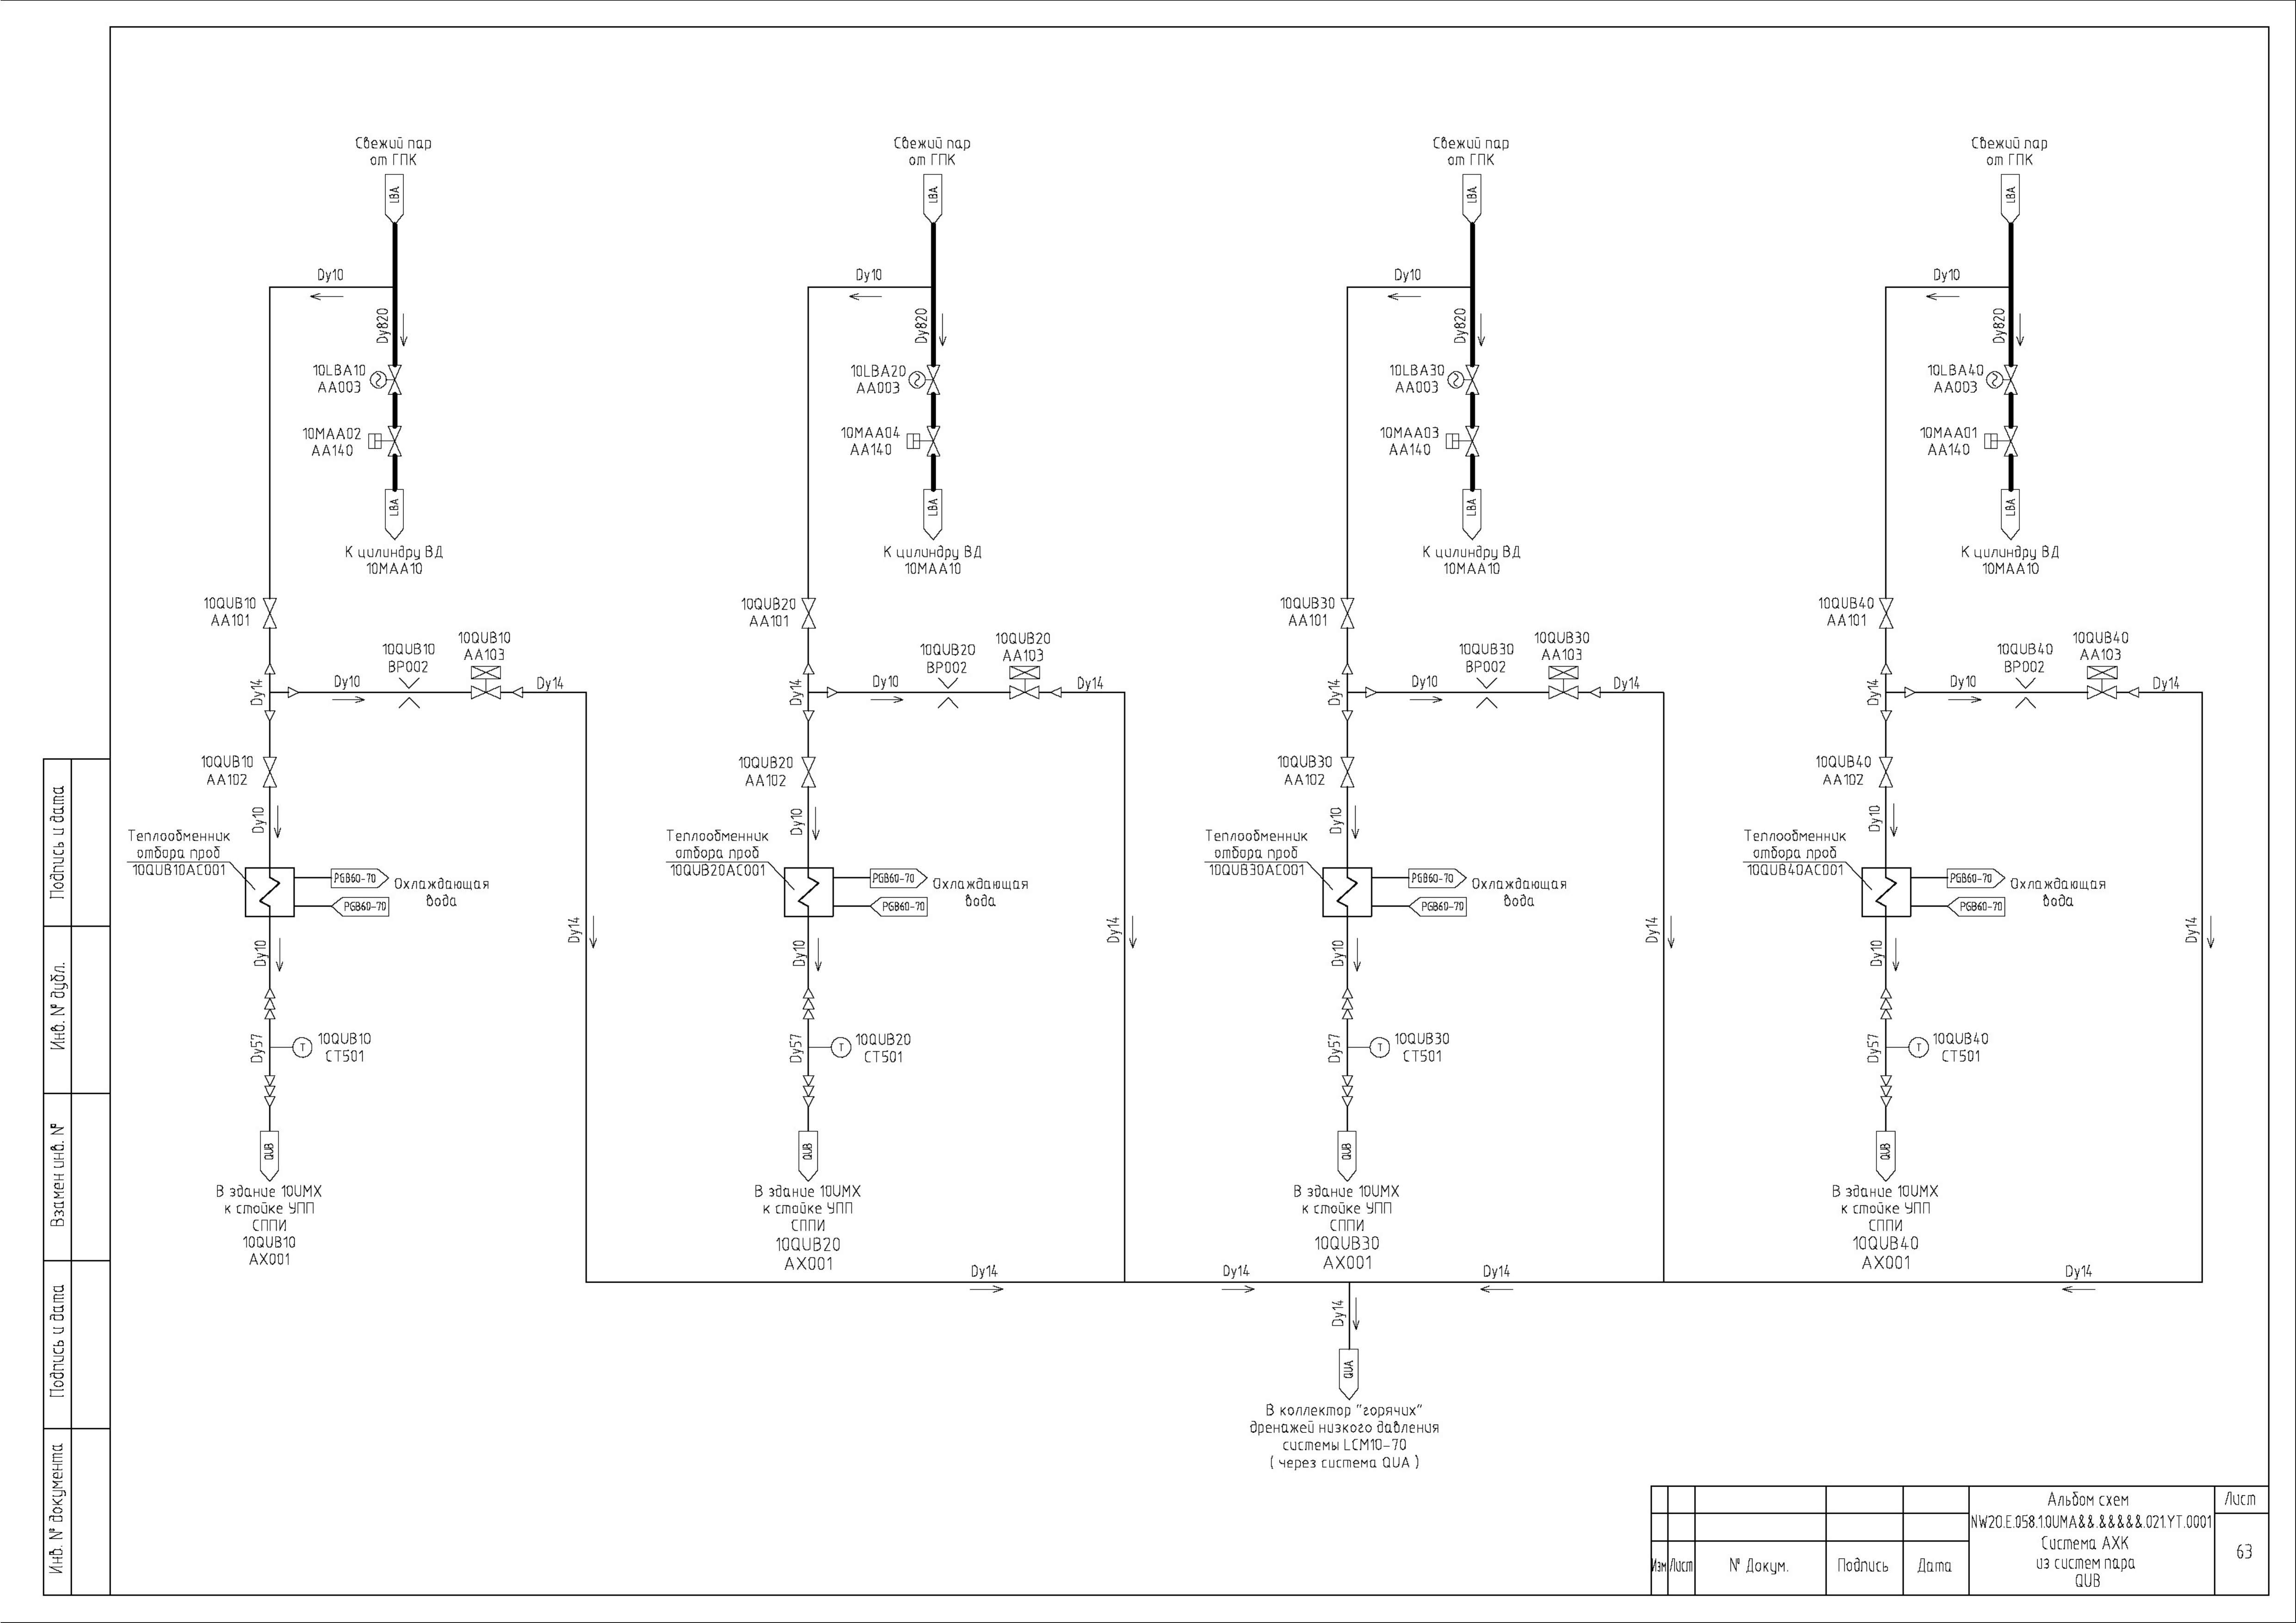 Свежий пар
от ГПК
LBA
Dy10
Dy820
10LBA10
AA003
10MAA02
AA140
LBA
К цилиндру ВД
10MAA10
10QUB10
AA101
10QUB10
BP002
10QUB10
AA103
Dy14
Dy10
Dy14
10QUB10
AA102
Dy10
Теплообменник
отбора проб
10QUB10AC001
PGB60-70
PGB60-70
Охлаждающая
вода
Dy14
Dy10
Dy57
T
10QUB10
CT501
QUB
В здание 10UMX
к стойке УПП
СППИ
10QUB10
AX001
Свежий пар
от ГПК
LBA
Dy10
Dy820
10LBA20
AA003
10MAA04
AA140
LBA
К цилиндру ВД
10MAA10
10QUB20
AA101
10QUB20
BP002
10QUB20
AA103
Dy14
Dy10
Dy14
10QUB20
AA102
Dy10
Теплообменник
отбора проб
10QUB20AC001
PGB60-70
PGB60-70
Охлаждающая
вода
Dy14
Dy10
Dy57
T
10QUB20
CT501
QUB
В здание 10UMX
к стойке УПП
СППИ
10QUB20
AX001
Свежий пар
от ГПК
LBA
Dy10
Dy820
10LBA30
AA003
10MAA03
AA140
LBA
К цилиндру ВД
10MAA10
10QUB30
AA101
10QUB30
BP002
10QUB30
AA103
Dy14
Dy10
Dy14
10QUB30
AA102
Dy10
Теплообменник
отбора проб
10QUB30AC001
PGB60-70
PGB60-70
Охлаждающая
вода
Dy14
Dy10
Dy57
T
10QUB30
CT501
QUB
В здание 10UMX
к стойке УПП
СППИ
10QUB30
AX001
Свежий пар
от ГПК
LBA
Dy10
Dy820
10LBA40
AA003
10MAA01
AA140
LBA
К цилиндру ВД
10MAA10
10QUB40
AA101
10QUB40
BP002
10QUB40
AA103
Dy14
Dy10
Dy14
10QUB40
AA102
Dy10
Теплообменник
отбора проб
10QUB40AC001
PGB60-70
PGB60-70
Охлаждающая
вода
Dy14
Dy10
Dy57
T
10QUB40
CT501
QUB
В здание 10UMX
к стойке УПП
СППИ
10QUB40
AX001
Dy14
Dy14
Dy14
Dy14
Dy14
QUA
В коллектор "горячих"
дренажей низкого давления
системы LCM10-70
( через система QUA )
Подпись и дата
Инв. № дубл.
Взамен инв. №
Подпись и дата
Инв. № документа
Изм
Лист
№ Докум.
Подпись
Дата
Альбом схем
NW2O.E.058.1.0UMA&&.&&&&&.021.YT.0001
Система АХК
из систем пара
QUB
Лист
63